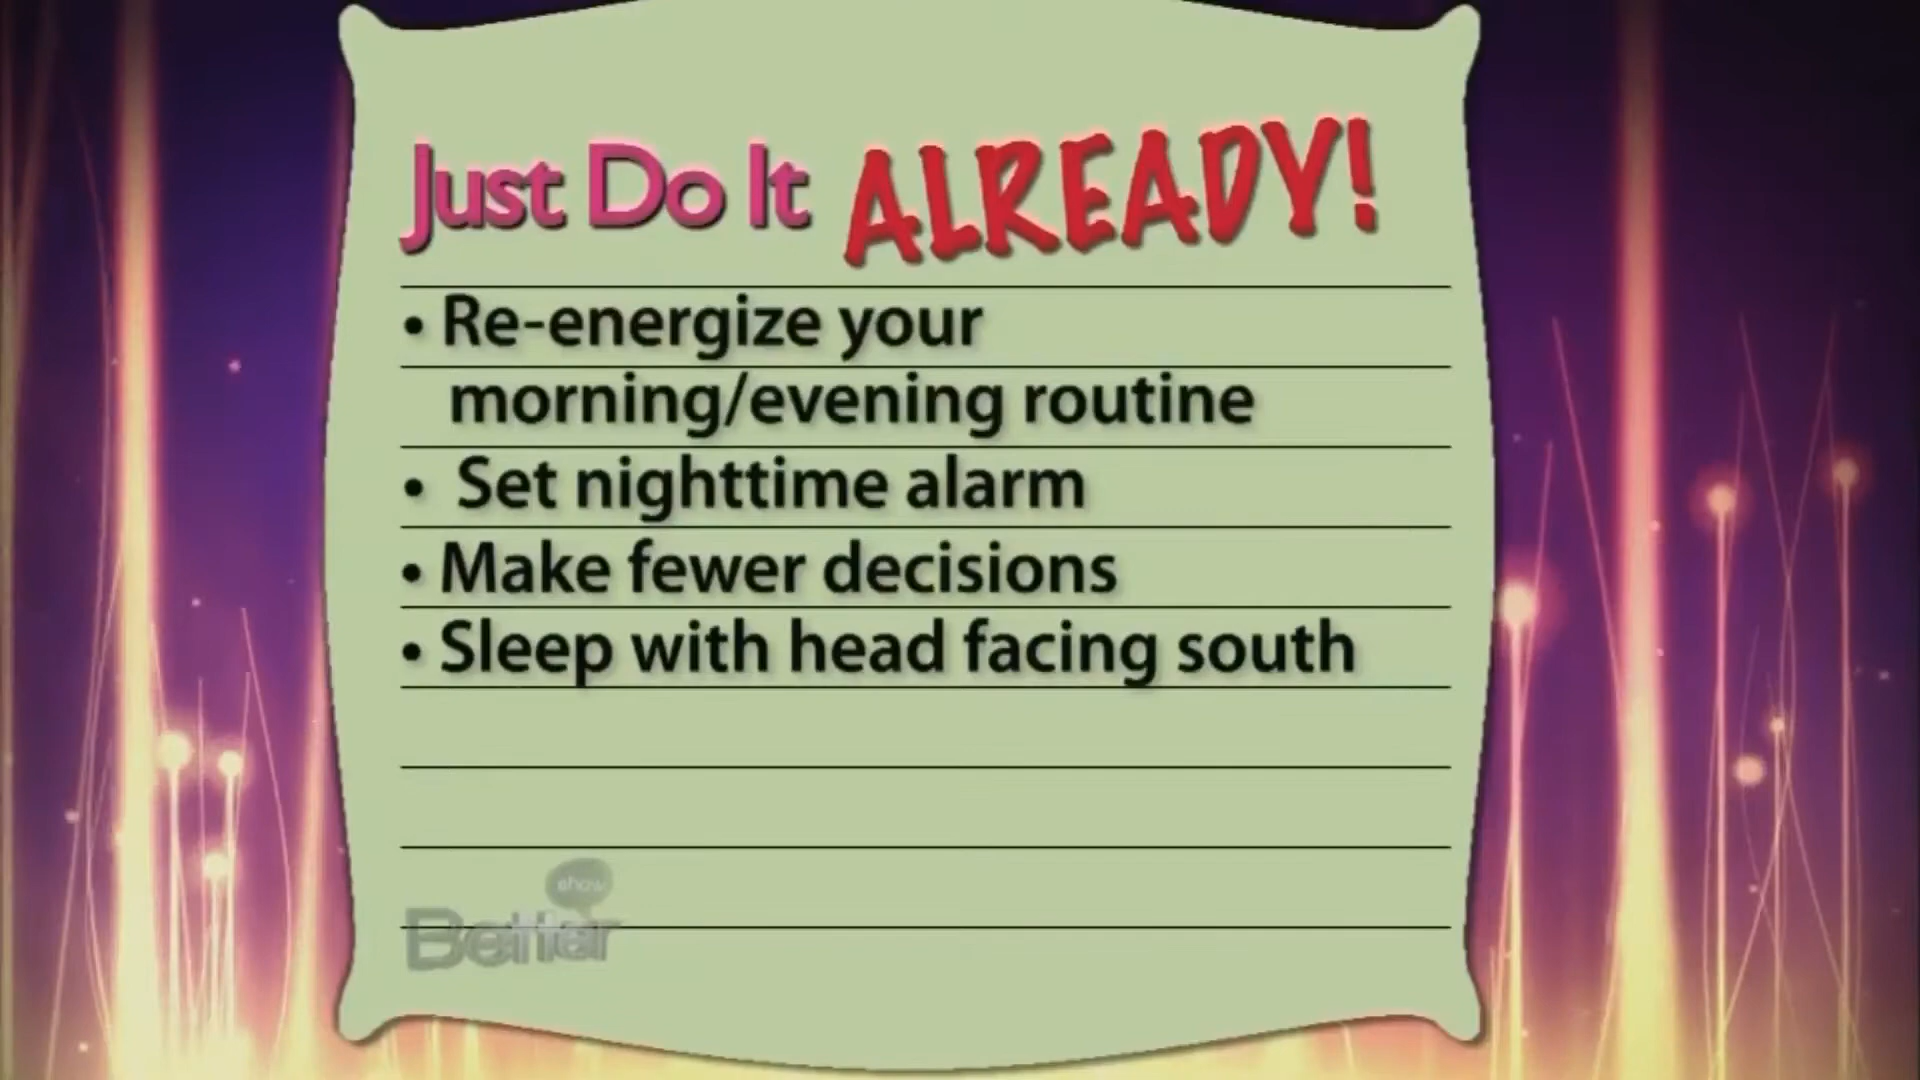 Just Do It ALREADY!
• Re-energize your
morning/evening routine
• Set nighttime alarm
• Make fewer decisions
• Sleep with head facing south
show
Better